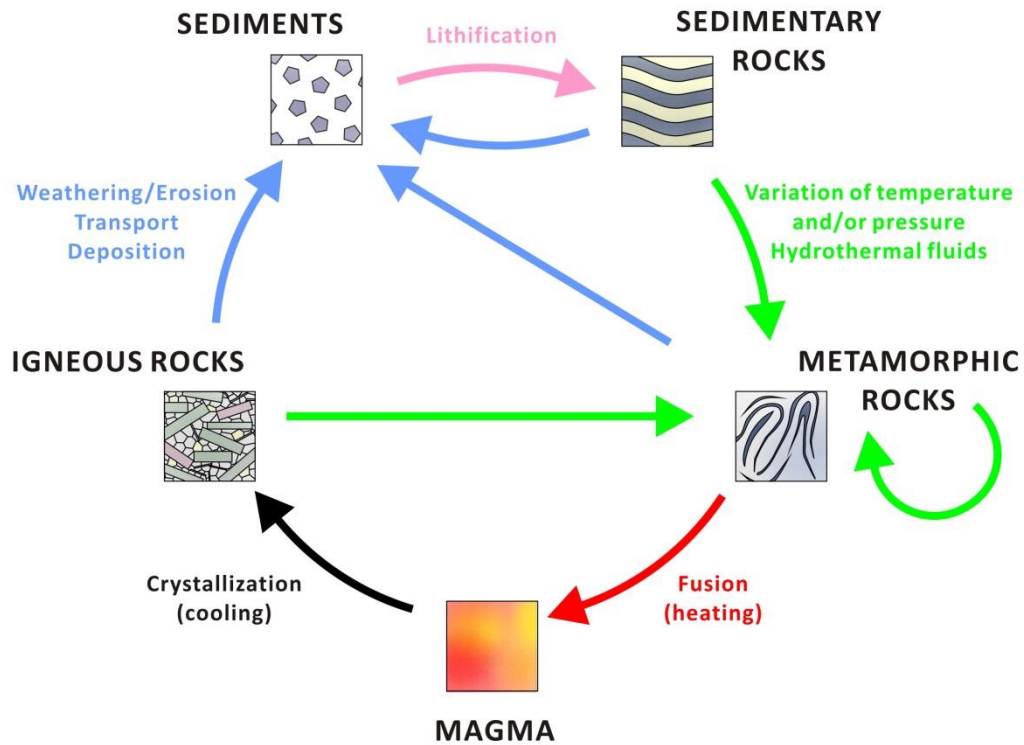 SEDIMENTS
Lithification
SEDIMENTARY
ROCKS
Weathering/Erosion
Transport
Deposition
Variation of temperature
and/or pressure
Hydrothermal fluids
IGNEOUS ROCKS
METAMORPHIC
ROCKS
Crystallization
(cooling)
Fusion
(heating)
MAGMA